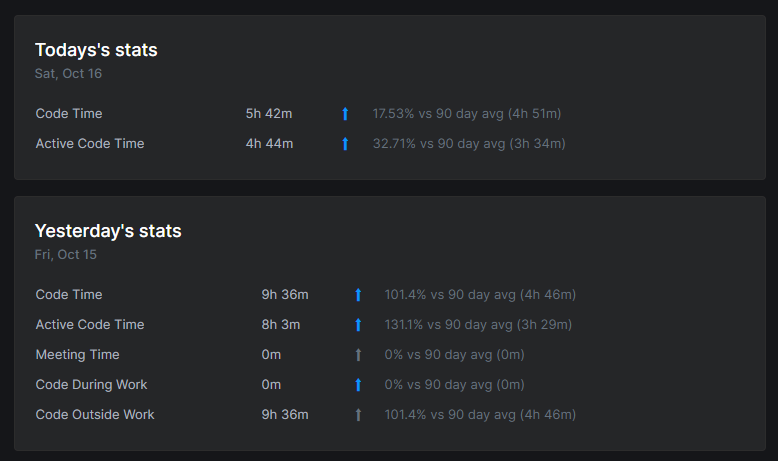 Todays's stats
Sat, Oct 16
Code Time 5h 42m 17.53% vs 90 day avg (4h 51m)
Active Code Time 4h 44m 32.71% vs 90 day avg (3h 34m)
Yesterday's stats
Fri, Oct 15
Code Time 9h 36m 101.4% vs 90 day avg (4h 46m)
Active Code Time 8h 3m 131.1% vs 90 day avg (3h 29m)
Meeting Time 0m 0% vs 90 day avg (0m)
Code During Work 0m 0% vs 90 day avg (0m)
Code Outside Work 9h 36m 101.4% vs 90 day avg (4h 46m)